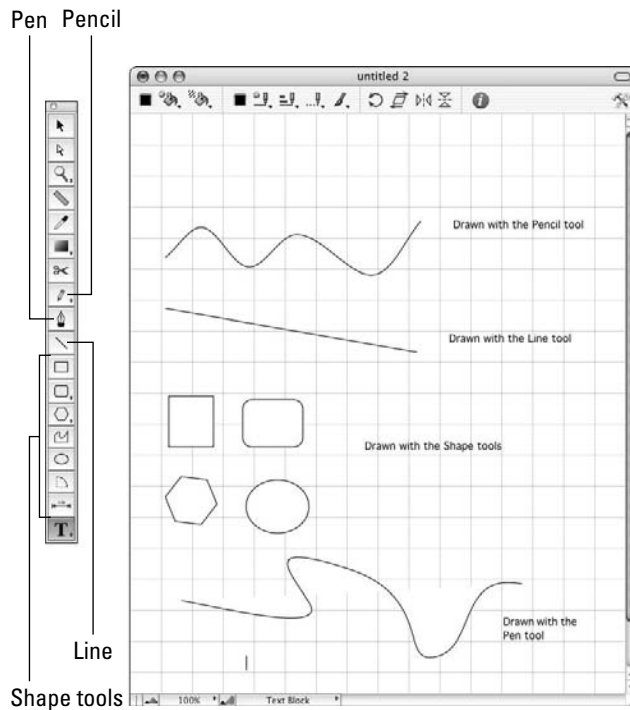 Pen Pencil
untitled 2
Drawn with the Pencil tool
Drawn with the Line tool
Drawn with the Shape tools
Drawn with the
Pen tool
T
Line
Shape tools
100%
Text Block